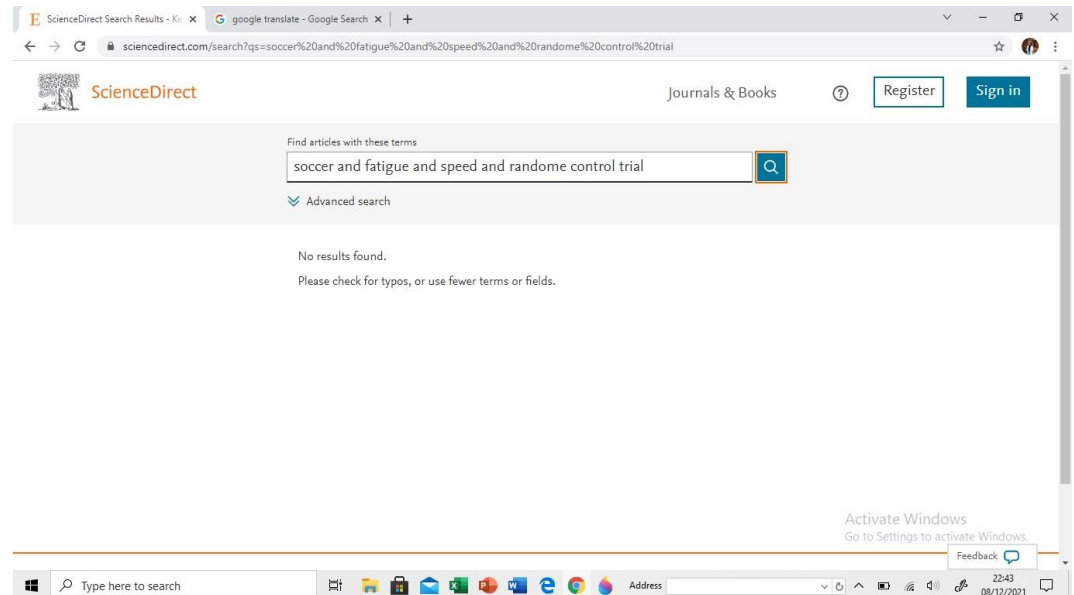 ScienceDirect Search Results - Ke
google translate - Google Search
sciencedirect.com/search?qs=soccer%20and%20fatigue%20and%20speed%20and%20randome%20control%20trial
ScienceDirect
Journals & Books
Register
Sign in
Find articles with these terms
soccer and fatigue and speed and randome control trial
Advanced search
No results found.
Please check for typos, or use fewer terms or fields.
Activate Windows
Go to Settings to activate Windows.
Feedback
Type here to search
Address
22:43
08/12/2021